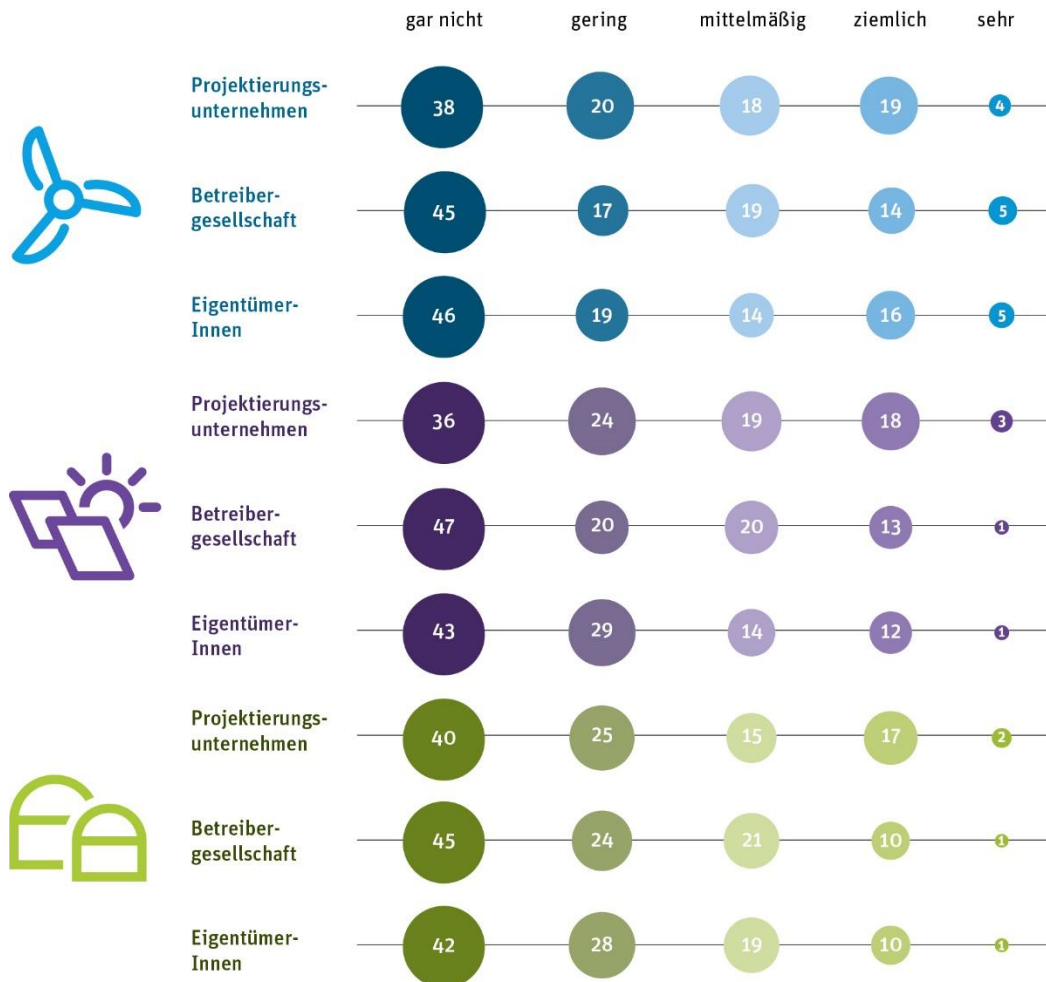 gar nicht gering mittelmäßig ziemlich sehr
Projektierungs-
unternehmen
38 20 18 19 4
Betreiber-
gesellschaft
45 17 19 14 5
Eigentümer-
Innen
46 19 14 16 5
Projektierungs-
unternehmen
36 24 19 18 3
Betreiber-
gesellschaft
47 20 20 13 1
Eigentümer-
Innen
43 29 14 12 1
Projektierungs-
unternehmen
40 25 15 17 2
Betreiber-
gesellschaft
45 24 21 10 1
Eigentümer-
Innen
42 28 19 10 1